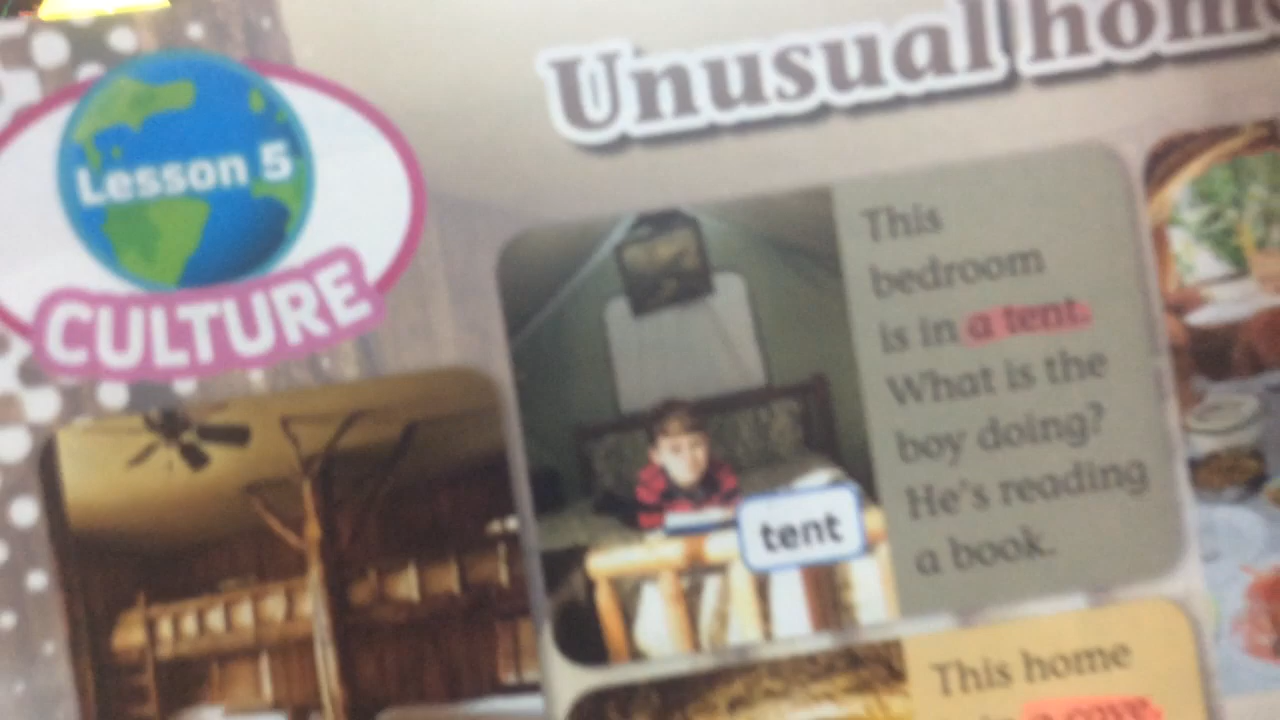 Unusual
Lesson 5
CULTURE
This
bedroom
is in a tent.
What is the
boy doing?
He's reading
a book.
tent
This home